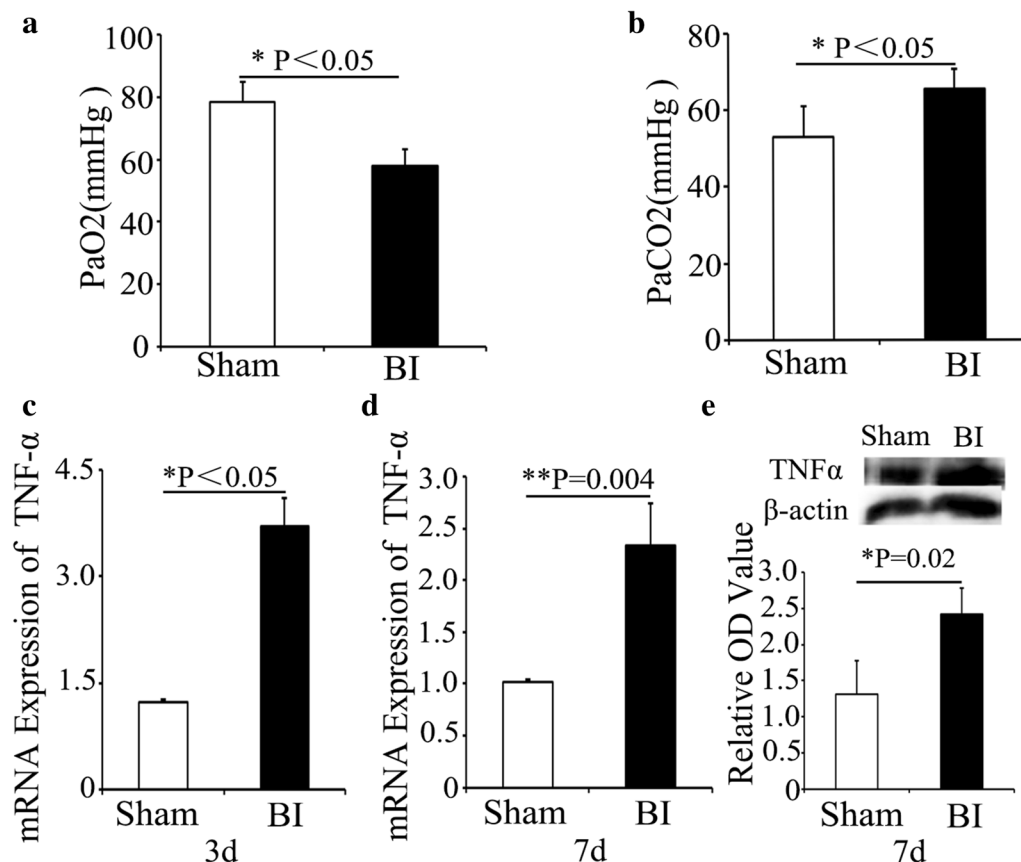 a
100
80
60
40
20
0
PaO2(mmHg )
* P<0.05
Sham BI
b
80
60
40
20
0
PaCO2(mmHg )
* P<0.05
Sham BI
c
4.5
3.0
1.5
0
mRNA Expression of TNF-α
*P<0.05
Sham BI
3d
d
3.0
2.5
2.0
1.5
1.0
0.5
0
mRNA Expression of TNF-α
**P=0.004
Sham BI
7d
e
Sham BI
TNFα
β-actin
3.0
2.5
2.0
1.5
1.0
0.5
0
Relative OD Value
*P=0.02
Sham BI
7d